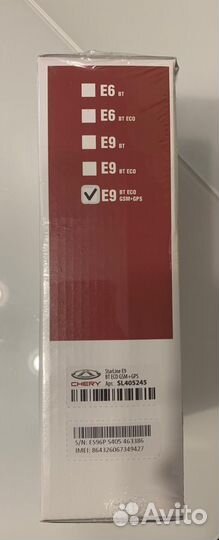 E6 BT
E6 BT ECO
E9 BT
E9 BT ECO
E9 BT ECO GSM+GPS
CHERY
StarLine E9
BT ECO GSM+GPS
Арт. SL405245
S/N: E596P S405 463386
IMEI: 864326067349427
Avito